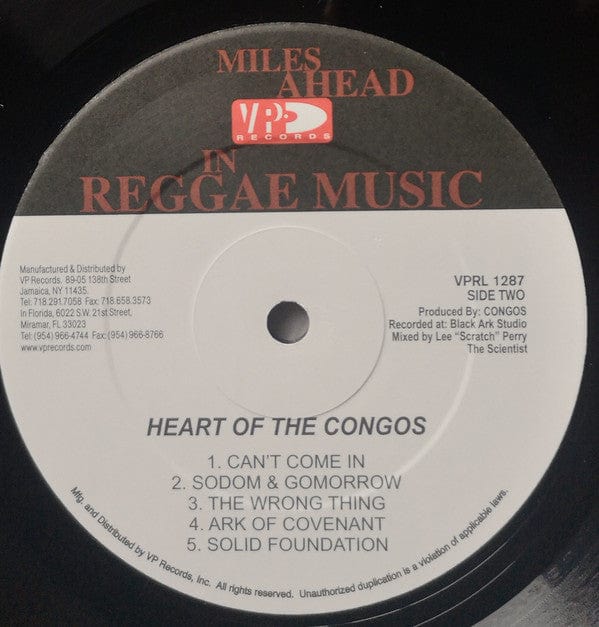 MILES
AHEAD
VP
RECORDS
IN
REGGAE MUSIC
Manufactured & Distributed by
VP Records. 89-05 138th Street
Jamaica, NY 11435.
Tel: 718.291.7058 Fax: 718.658.3573
In Florida, 6022 S.W. 21st Street,
Miramar, FL 33023
Tel: (954) 966-4744 Fax: (954) 966-8766
www.vprecords.com
VPRL 1287
SIDE TWO
Produced By: CONGOS
Recorded at: Black Ark Studio
Mixed by Lee "Scratch" Perry
The Scientist
HEART OF THE CONGOS
1. CAN'T COME IN
2. SODOM & GOMORROW
3. THE WRONG THING
4. ARK OF COVENANT
5. SOLID FOUNDATION
Mfg. and Distributed by VP Records, Inc. All rights reserved. Unauthorized duplication is a violation of applicable laws.